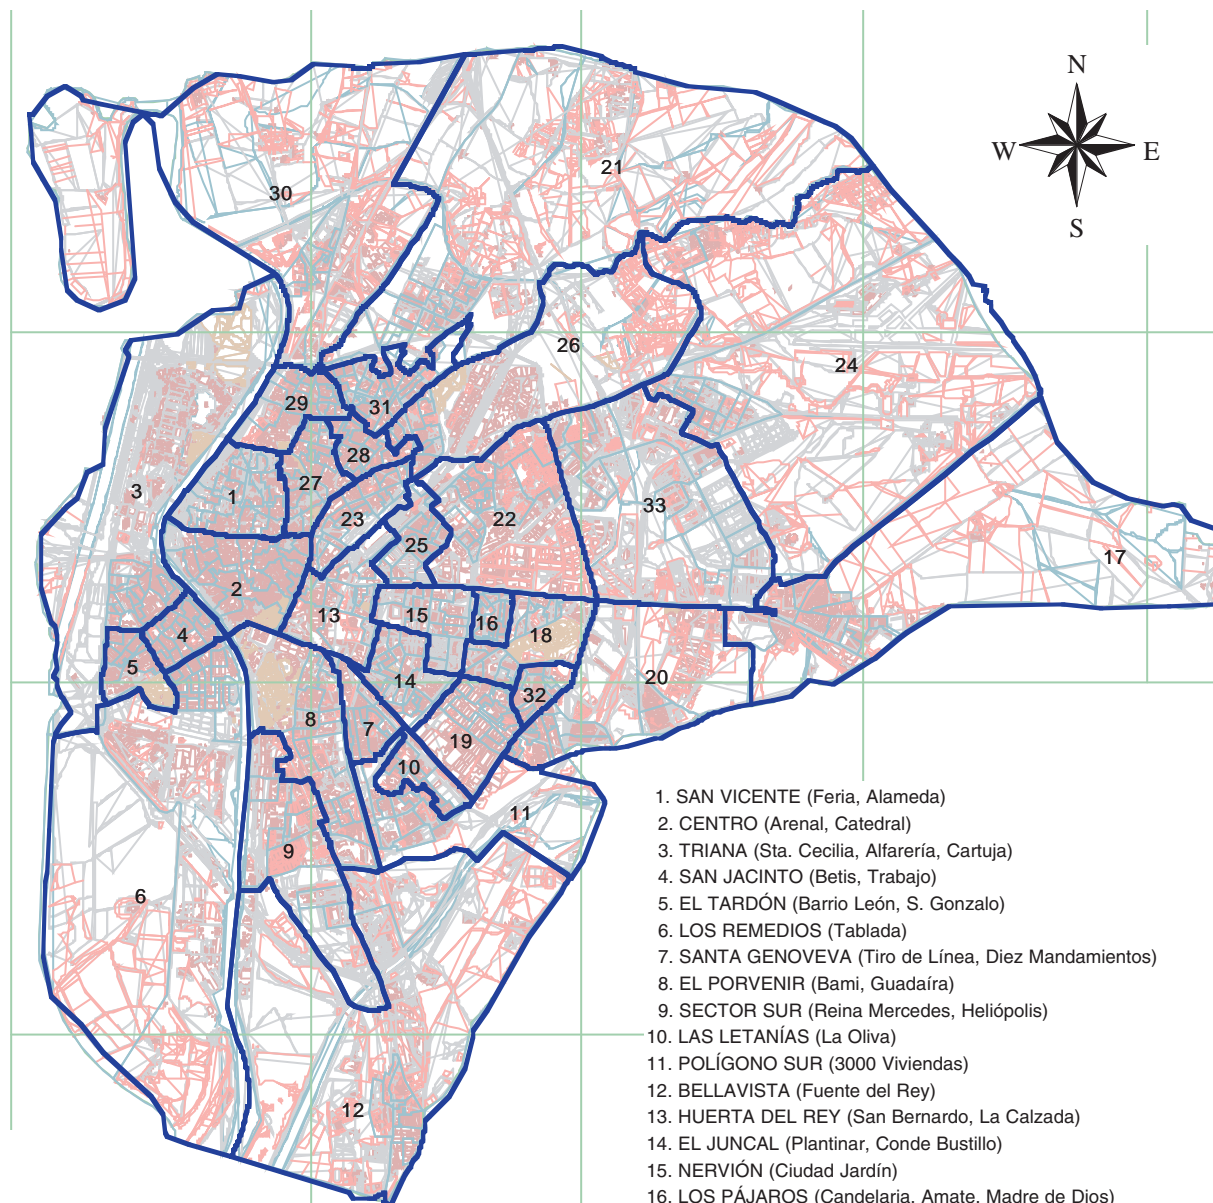 N
W E
S
21
30
26
24
29
31
28
3
1
27
23
22
33
25
17
2
13
15
16
18
4
5
14
20
32
8
7
19
10
11
9
6
12
1. SAN VICENTE (Feria, Alameda)
2. CENTRO (Arenal, Catedral)
3. TRIANA (Sta. Cecilia, Alfarería, Cartuja)
4. SAN JACINTO (Betis, Trabajo)
5. EL TARDÓN (Barrio León, S. Gonzalo)
6. LOS REMEDIOS (Tablada)
7. SANTA GENOVEVA (Tiro de Línea, Diez Mandamientos)
8. EL PORVENIR (Bami, Guadaíra)
9. SECTOR SUR (Reina Mercedes, Heliópolis)
10. LAS LETANÍAS (La Oliva)
11. POLÍGONO SUR (3000 Viviendas)
12. BELLAVISTA (Fuente del Rey)
13. HUERTA DEL REY (San Bernardo, La Calzada)
14. EL JUNCAL (Plantinar, Conde Bustillo)
15. NERVIÓN (Ciudad Jardín)
16. LOS PÁJAROS (Candelaria, Amate, Madre de Dios)